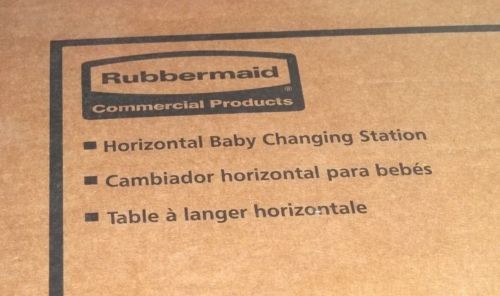 Rubbermaid®
Commercial Products
Horizontal Baby Changing Station
Cambiador horizontal para bebés
Table à langer horizontale